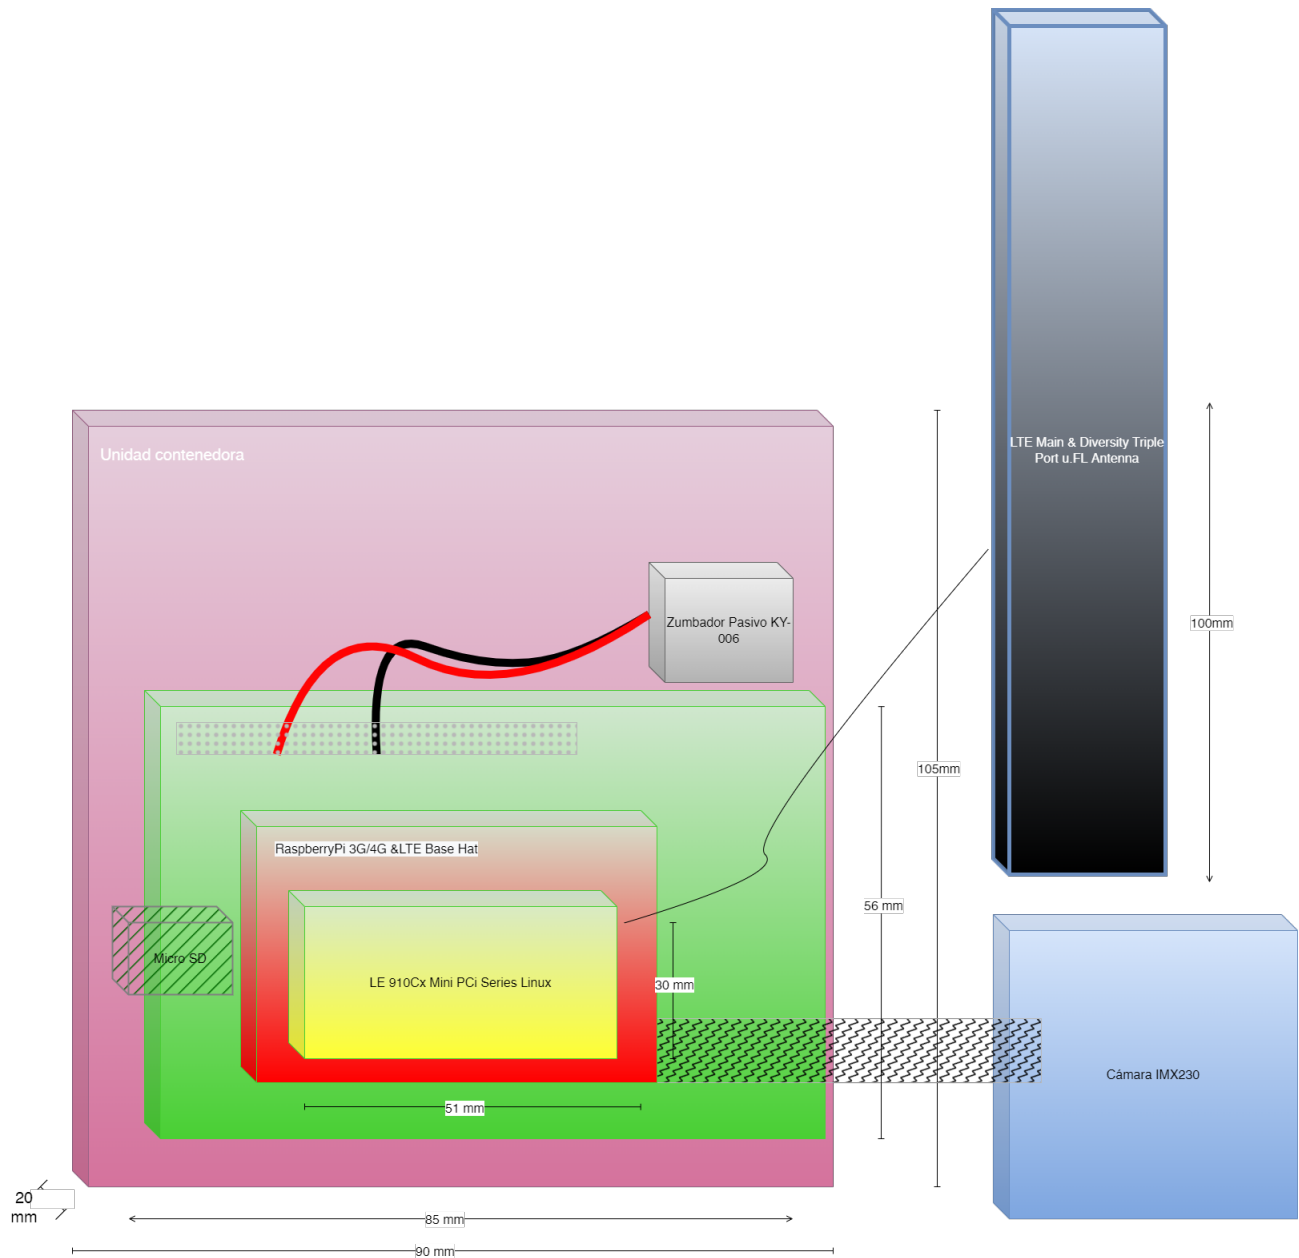 LTE Main & Diversity Triple
Port u.FL Antenna
Unidad contenedora
Zumbador Pasivo KY-
006
100mm
105mm
RaspberryPi 3G/4G &LTE Base Hat
56 mm
Micro SD
LE 910Cx Mini PCi Series Linux
30 mm
Cámara IMX230
51 mm
20
mm
85 mm
90 mm